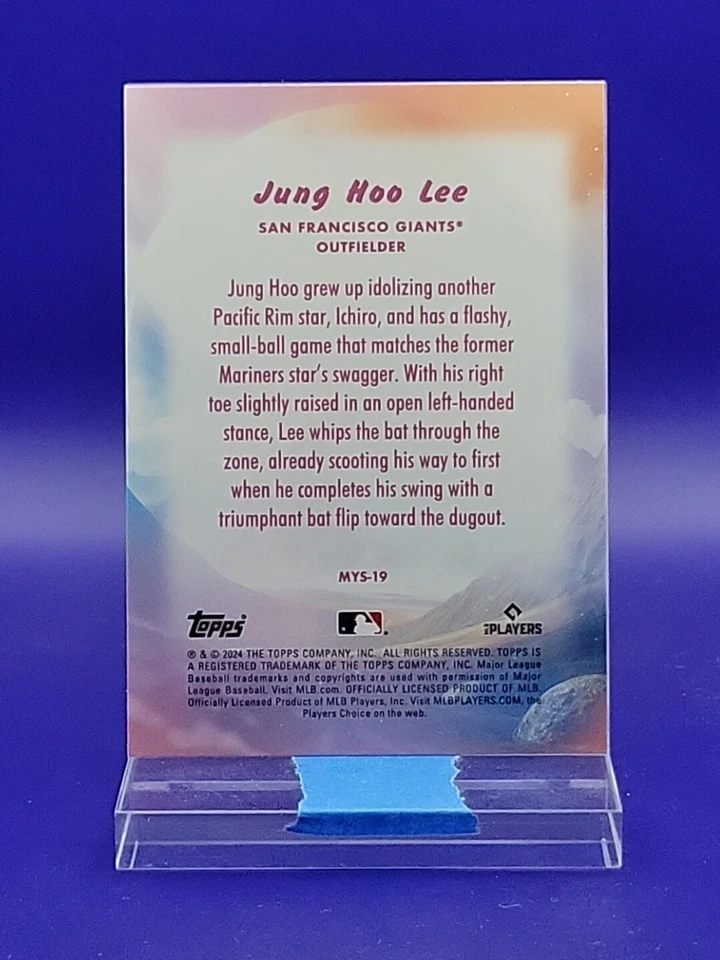 Jung Hoo Lee
SAN FRANCISCO GIANTS®
OUTFIELDER
Jung Hoo grew up idolizing another
Pacific Rim star, Ichiro, and has a flashy,
small-ball game that matches the former
Mariners star's swagger. With his right
toe slightly raised in an open left-handed
stance, Lee whips the bat through the
zone, already scooting his way to first
when he completes his swing with a
triumphant bat flip toward the dugout.
MYS-19
Topps®
PLAYERS
® & © 2024 THE TOPPS COMPANY, INC. ALL RIGHTS RESERVED. TOPPS IS
A REGISTERED TRADEMARK OF THE TOPPS COMPANY, INC. Major League
Baseball trademarks and copyrights are used with permission of Major
League Baseball. Visit MLB.com. OFFICIALLY LICENSED PRODUCT OF MLB
Officially Licensed Product of MLB Players, Inc. Visit MLBPLAYERS.COM, the
Players Choice on the web.